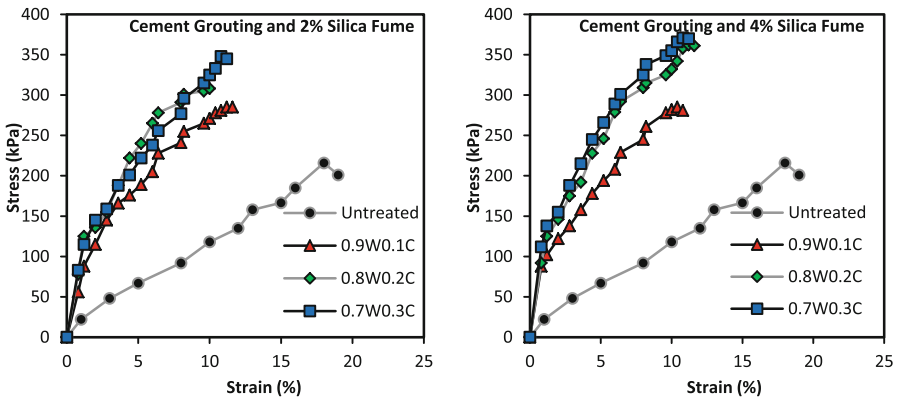 Cement Grouting and 2% Silica Fume
Stress (kPa)
400
350
300
250
200
150
100
50
0
Untreated
0.9W0.1C
0.8W0.2C
0.7W0.3C
0 5 10 15 20 25
Strain (%)
Cement Grouting and 4% Silica Fume
Stress (kPa)
400
350
300
250
200
150
100
50
0
Untreated
0.9W0.1C
0.8W0.2C
0.7W0.3C
0 5 10 15 20 25
Strain (%)